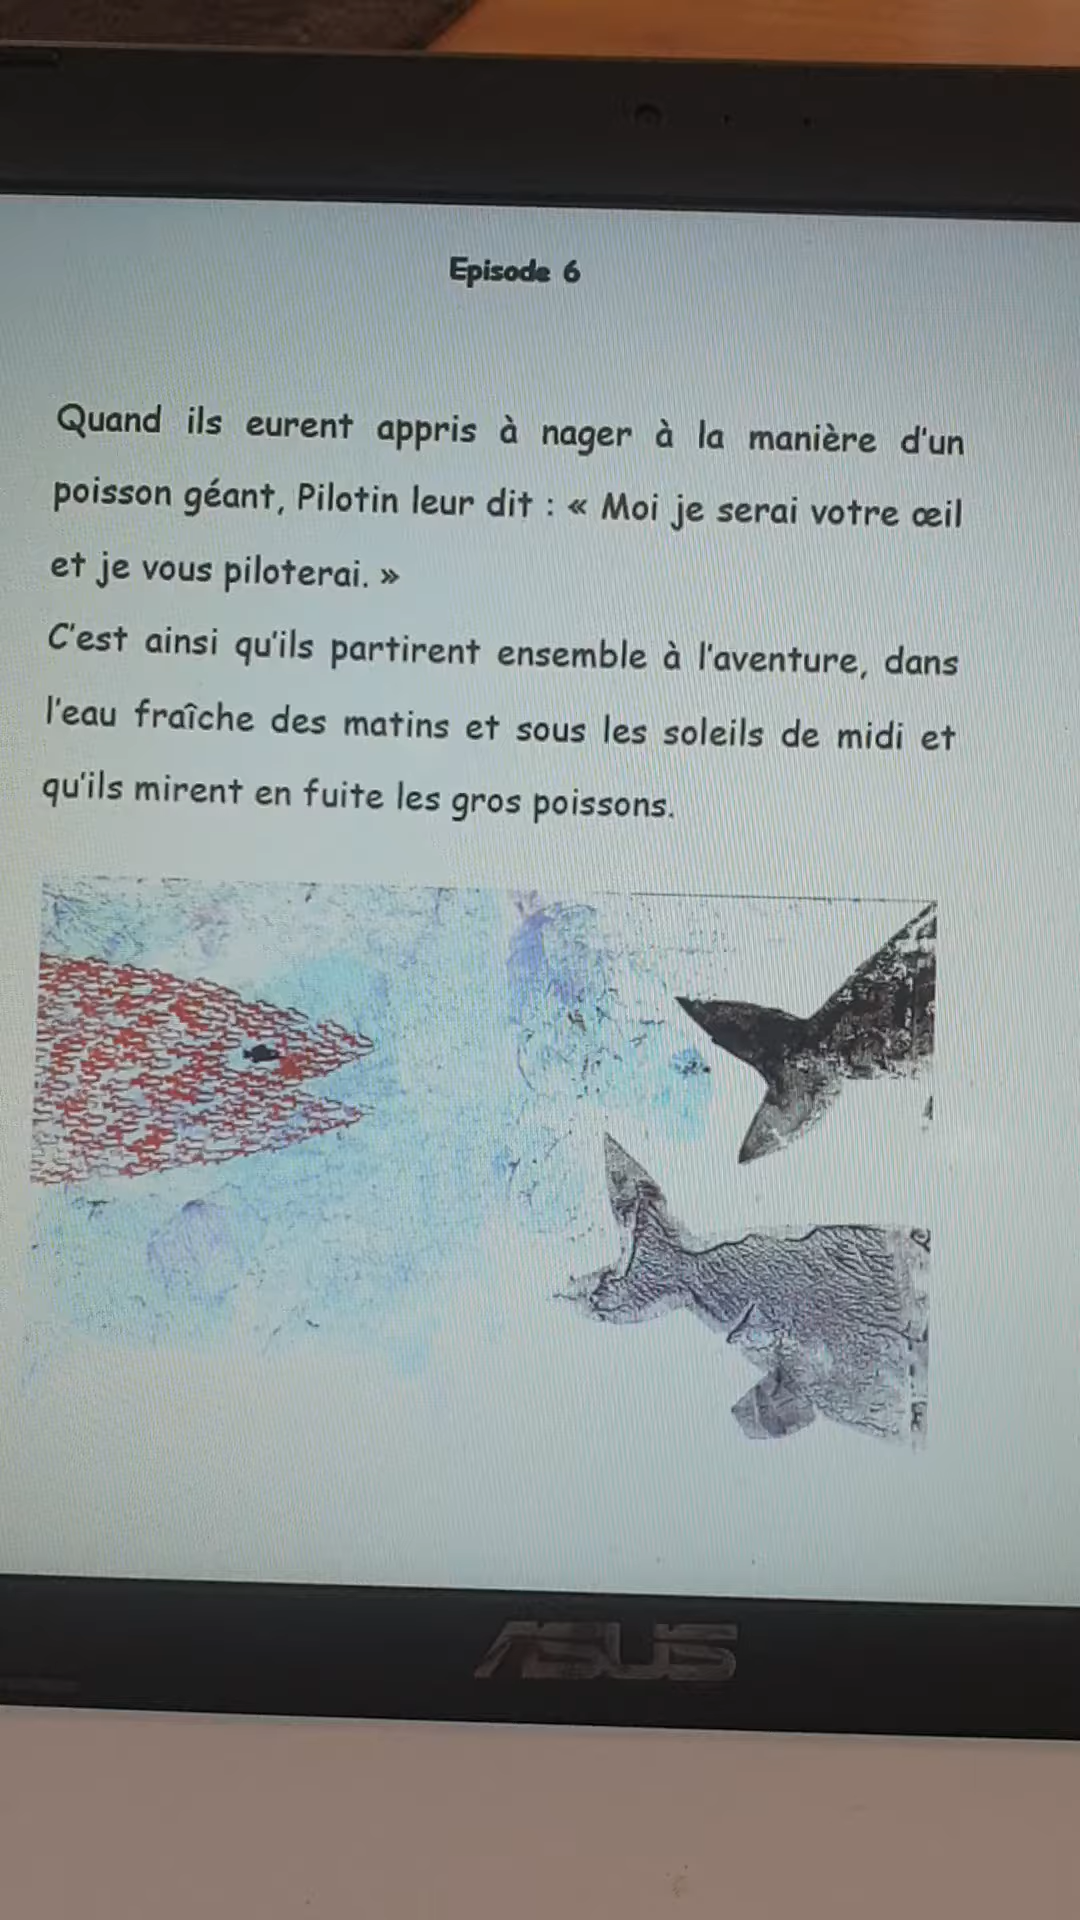 Episode 6
Quand ils eurent appris à nager à la manière d'un
poisson géant, Pilotin leur dit : « Moi je serai votre œil
et je vous piloterai. »
C'est ainsi qu'ils partirent ensemble à l'aventure, dans
l'eau fraîche des matins et sous les soleils de midi et
qu'ils mirent en fuite les gros poissons.
ASUS